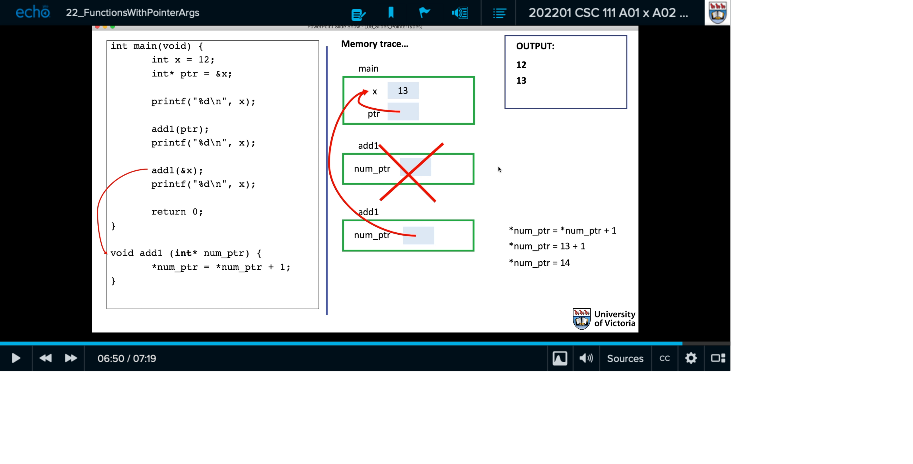 echo 22_FunctionsWithPointerArgs 202201 CSC 111 A01 x A02 ...
int main(void) {
int x = 12;
int* ptr = &x;
printf("%d\n", x);
add1(ptr);
printf("%d\n", x);
add1(&x);
printf("%d\n", x);
return 0;
}
void add1 (int* num_ptr) {
*num_ptr = *num_ptr + 1;
}
Memory trace...
main
x 13
ptr
add1
num_ptr
add1
num_ptr
OUTPUT:
12
13
*num_ptr = *num_ptr + 1
*num_ptr = 13 + 1
*num_ptr = 14
University
of Victoria
06:50 / 07:19 Sources CC